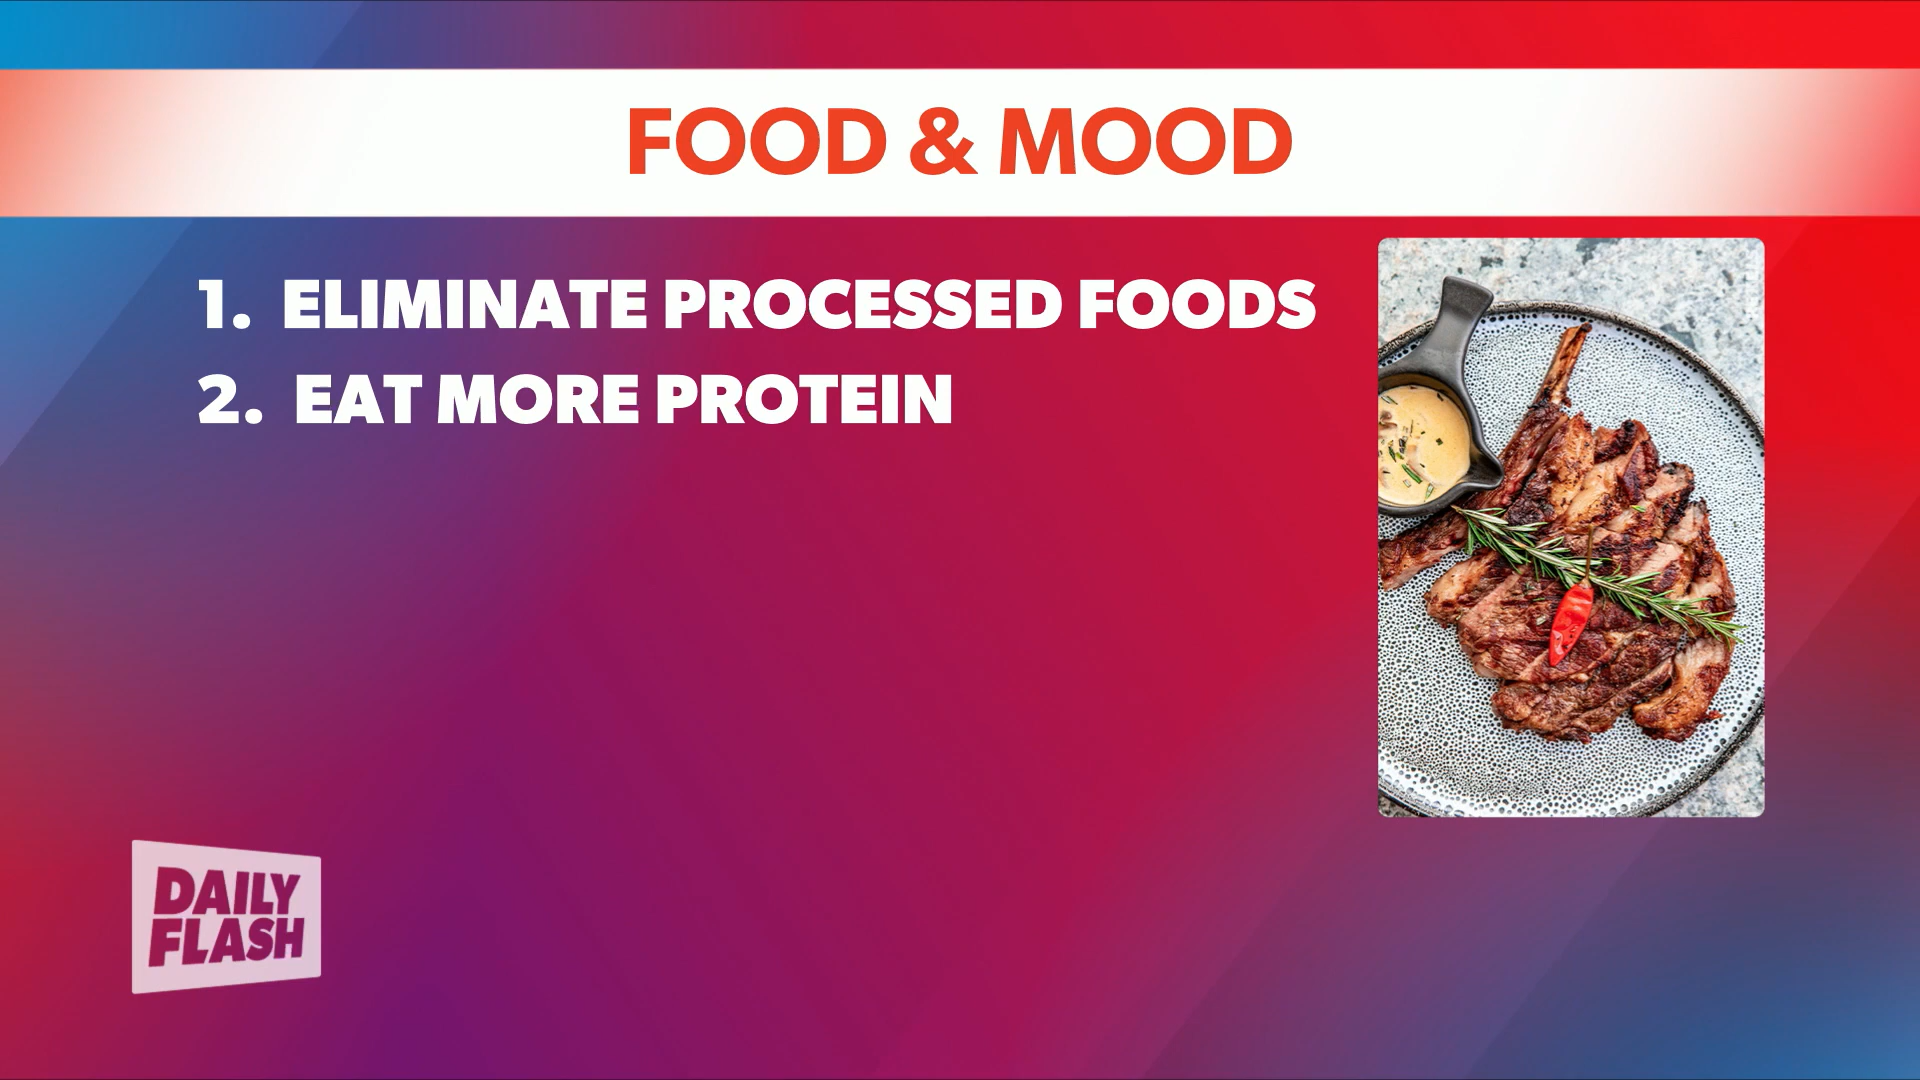 FOOD & MOOD
1. ELIMINATE PROCESSED FOODS
2. EAT MORE PROTEIN
DAILY
FLASH